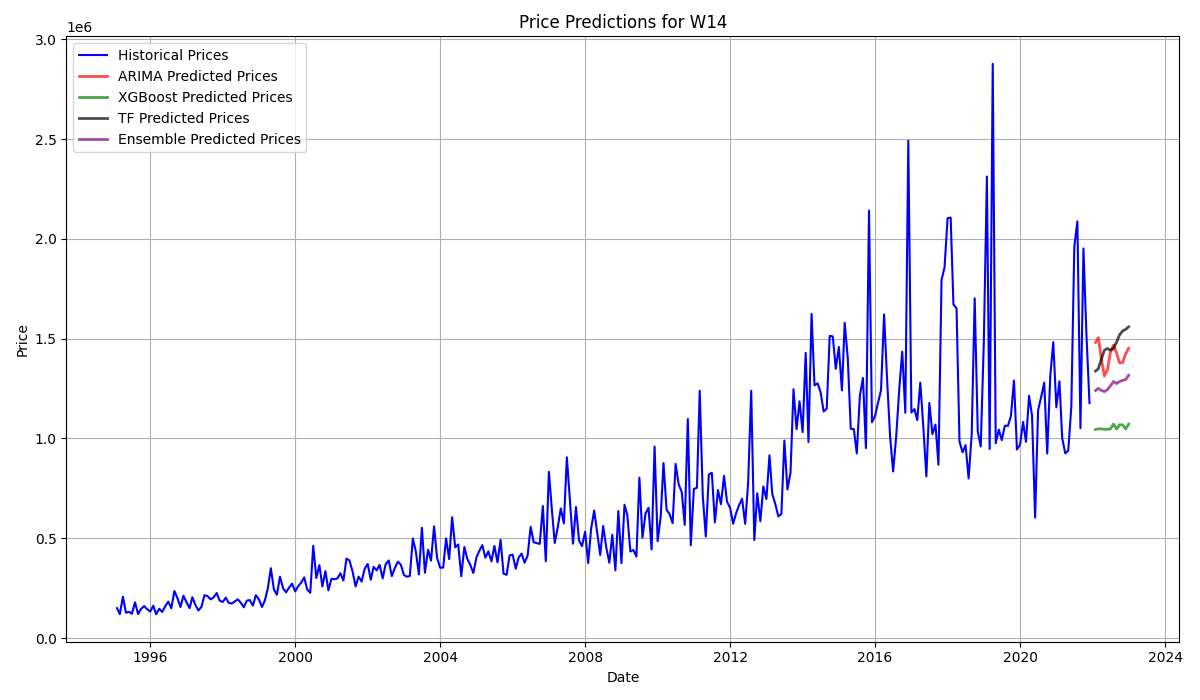 Price Predictions for W14
1e6
Historical Prices
ARIMA Predicted Prices
XGBoost Predicted Prices
TF Predicted Prices
Ensemble Predicted Prices
3.0
2.5
2.0
1.5
1.0
0.5
0.0
Price
1996
2000
2004
2008
2012
2016
2020
2024
Date